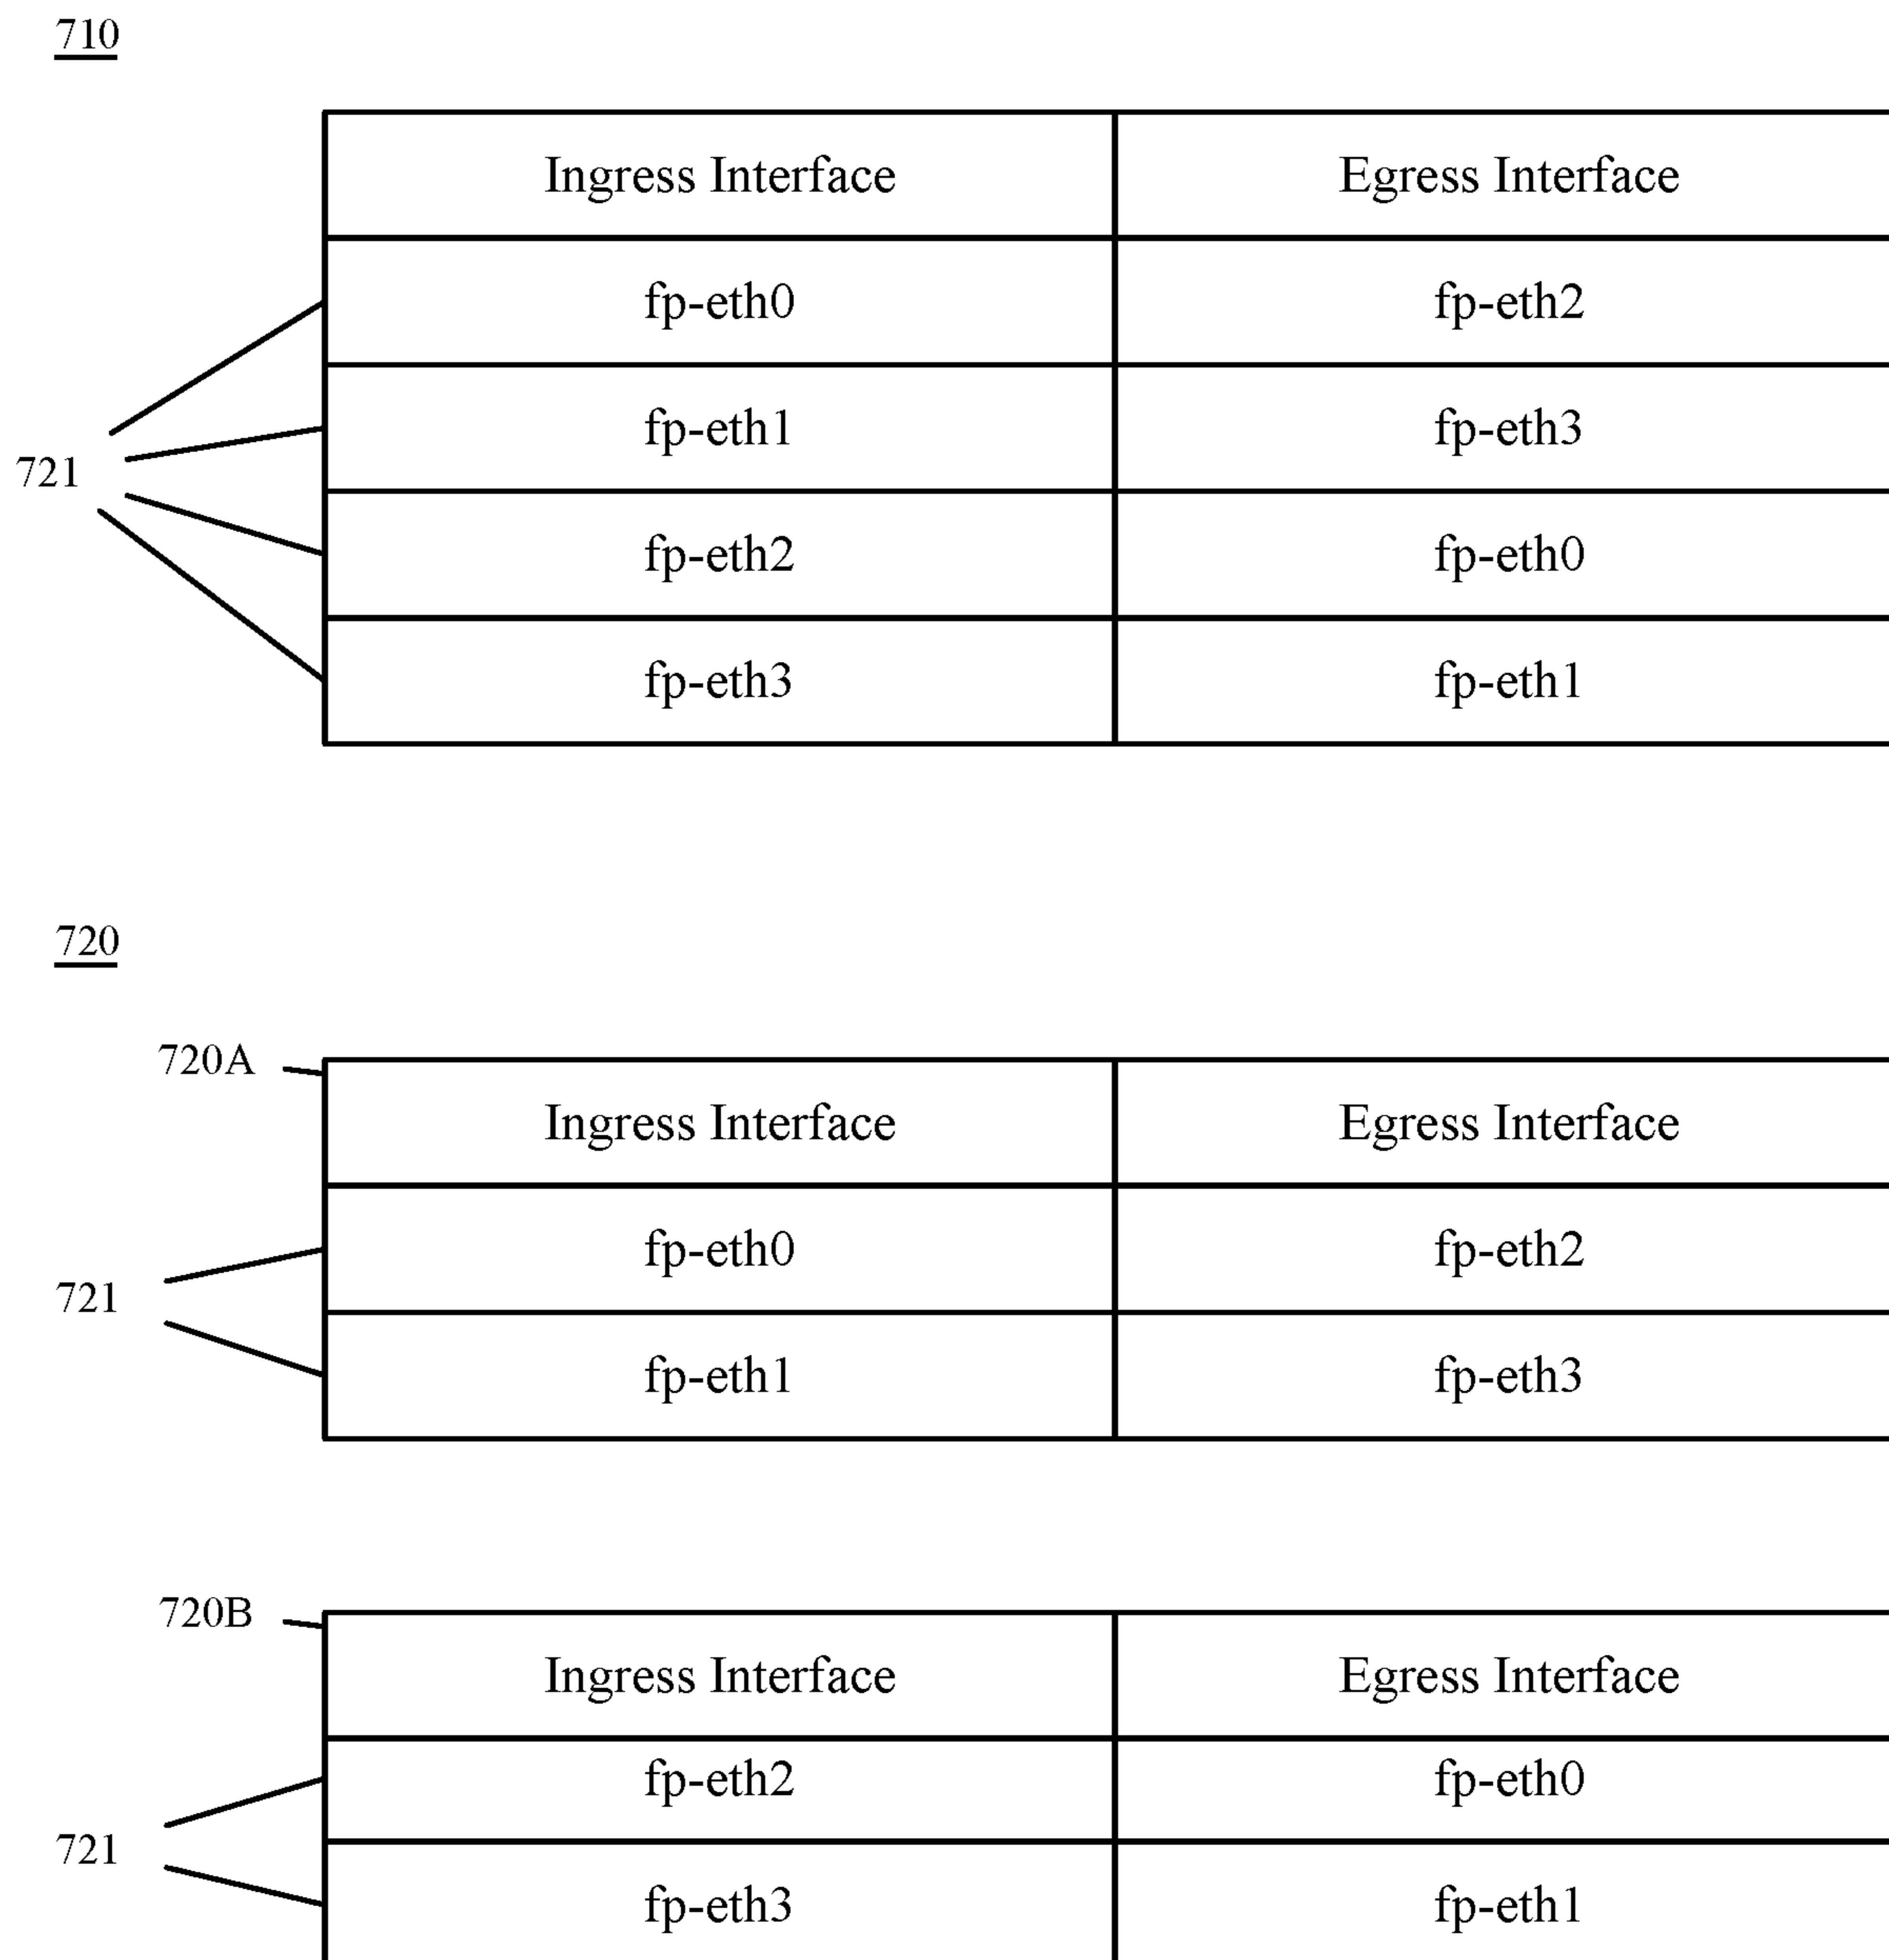 710
Ingress Interface Egress Interface
fp-eth0 fp-eth2
fp-eth1 fp-eth3
721
fp-eth2 fp-eth0
fp-eth3 fp-eth1
720
720A
Ingress Interface Egress Interface
fp-eth0 fp-eth2
721
fp-eth1 fp-eth3
720B
Ingress Interface Egress Interface
fp-eth2 fp-eth0
721
fp-eth3 fp-eth1